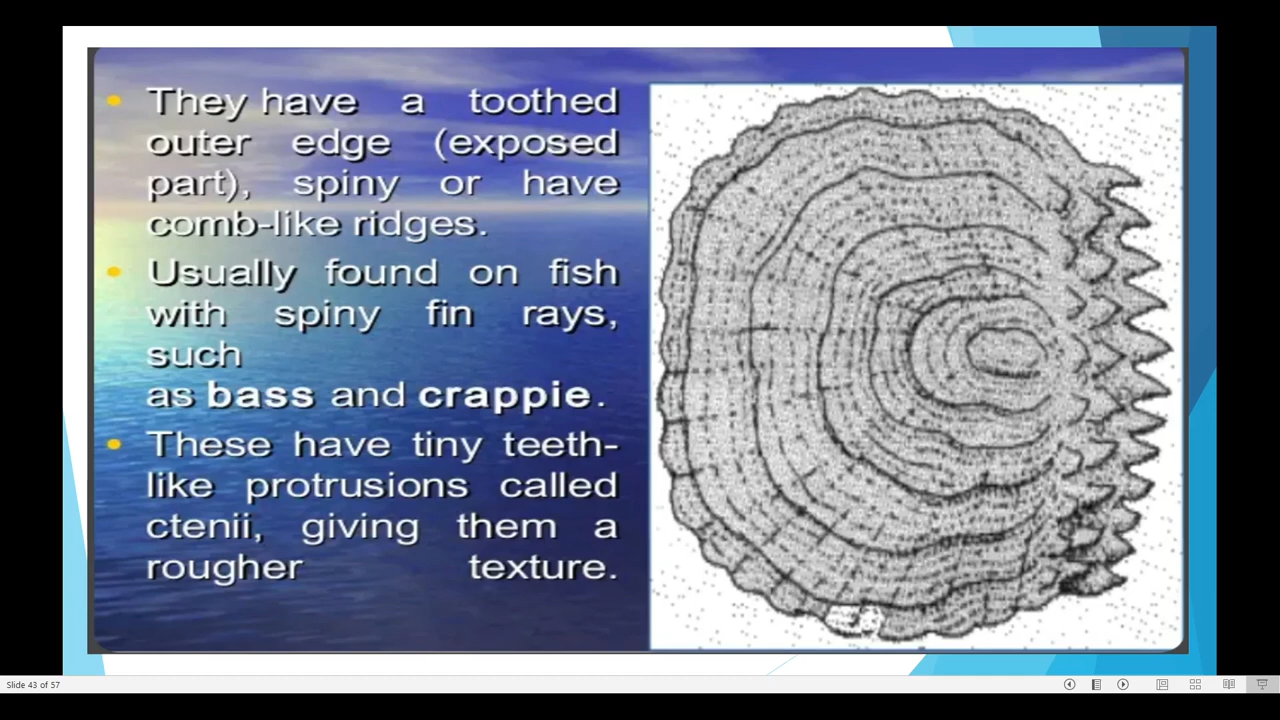 They have a toothed
outer edge (exposed
part), spiny or have
comb-like ridges.
Usually found on fish
with spiny fin rays,
such
as bass and crappie.
These have tiny teeth-
like protrusions called
ctenii, giving them a
rougher texture.
Slide 43 of 57